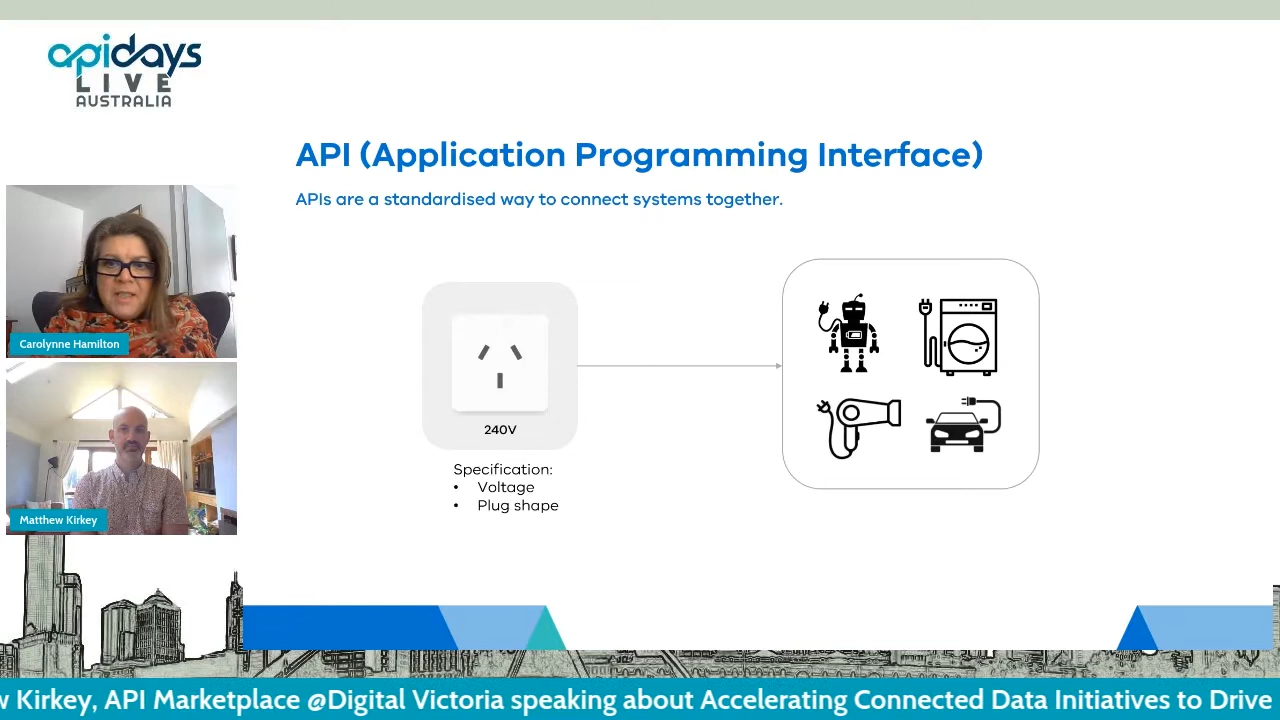 apidays
LIVE
AUSTRALIA
API (Application Programming Interface)
APIs are a standardised way to connect systems together.
Carolynne Hamilton
Matthew Kirkey
240V
Specification:
• Voltage
• Plug shape
w Kirkey, API Marketplace @Digital Victoria speaking about Accelerating Connected Data Initiatives to Drive